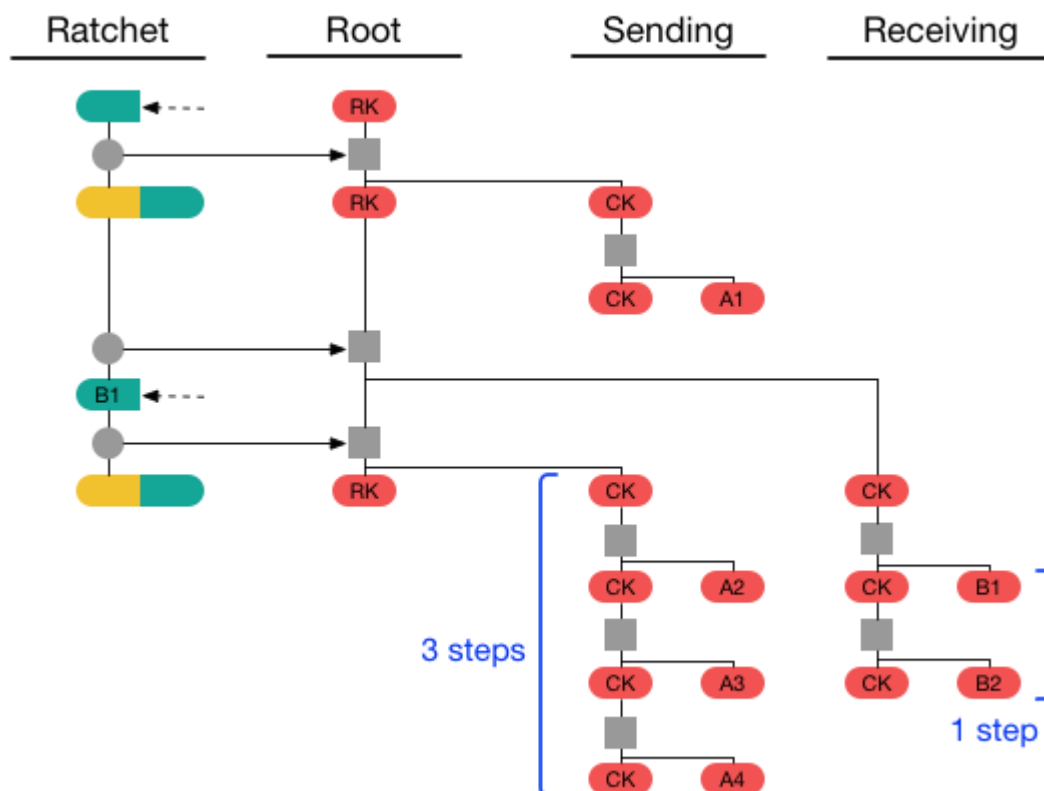 Ratchet Root Sending Receiving
RK
RK CK
CK A1
B1
RK CK CK
CK A2 CK B1
3 steps
CK A3 CK B2
1 step
CK A4